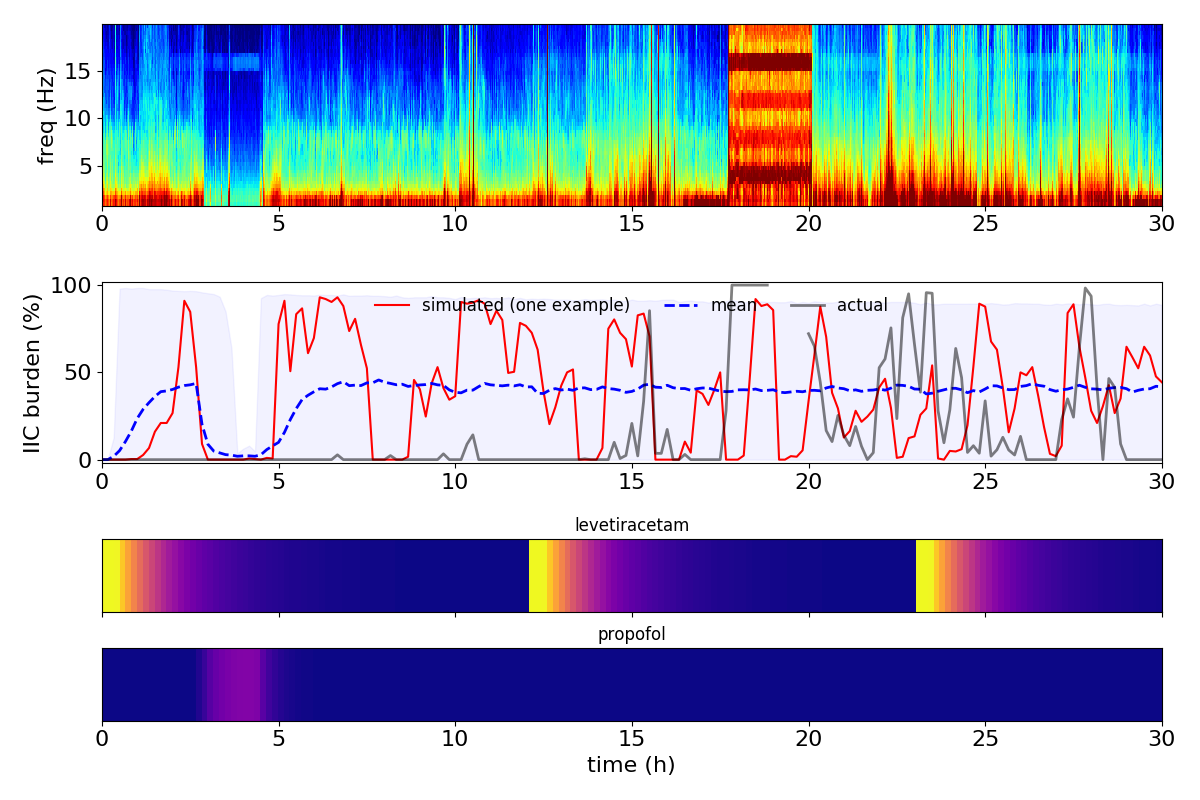 freq (Hz)
15
10
5
0 5 10 15 20 25 30
IIC burden (%)
100
50
0
simulated (one example) mean actual
0 5 10 15 20 25 30
levetiracetam
propofol
0 5 10 15 20 25 30
time (h)